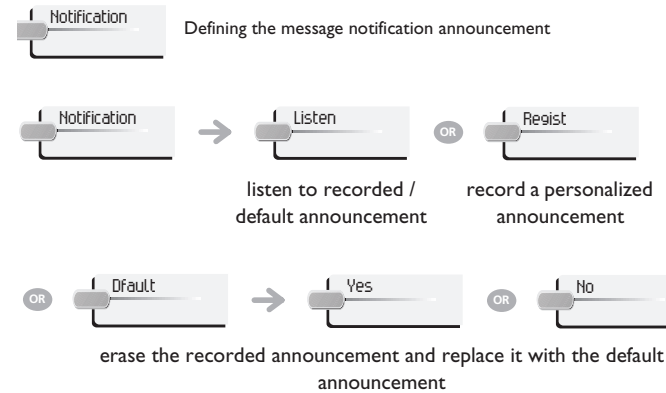 Notification
Defining the message notification announcement
Notification
Listen
OR
Regist
listen to recorded /
default announcement
record a personalized
announcement
OR
Dfault
Yes
OR
No
erase the recorded announcement and replace it with the default
announcement